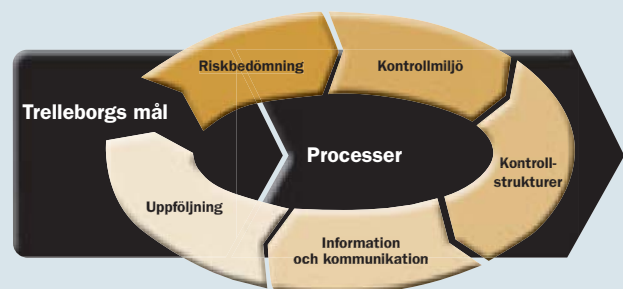 Riskbedömning
Kontrollmiljö
Trelleborgs mål
Processer
Kontroll-
strukturer
Uppföljning
Information
och kommunikation